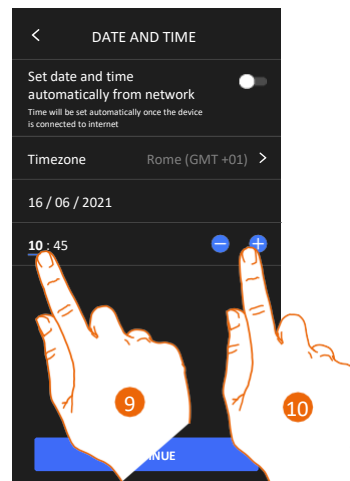 DATE AND TIME
Set date and time
automatically from network
Time will be set automatically once the device
is connected to internet
Timezone Rome (GMT +01)
16 / 06 / 2021
10 : 45
9
10
NUE